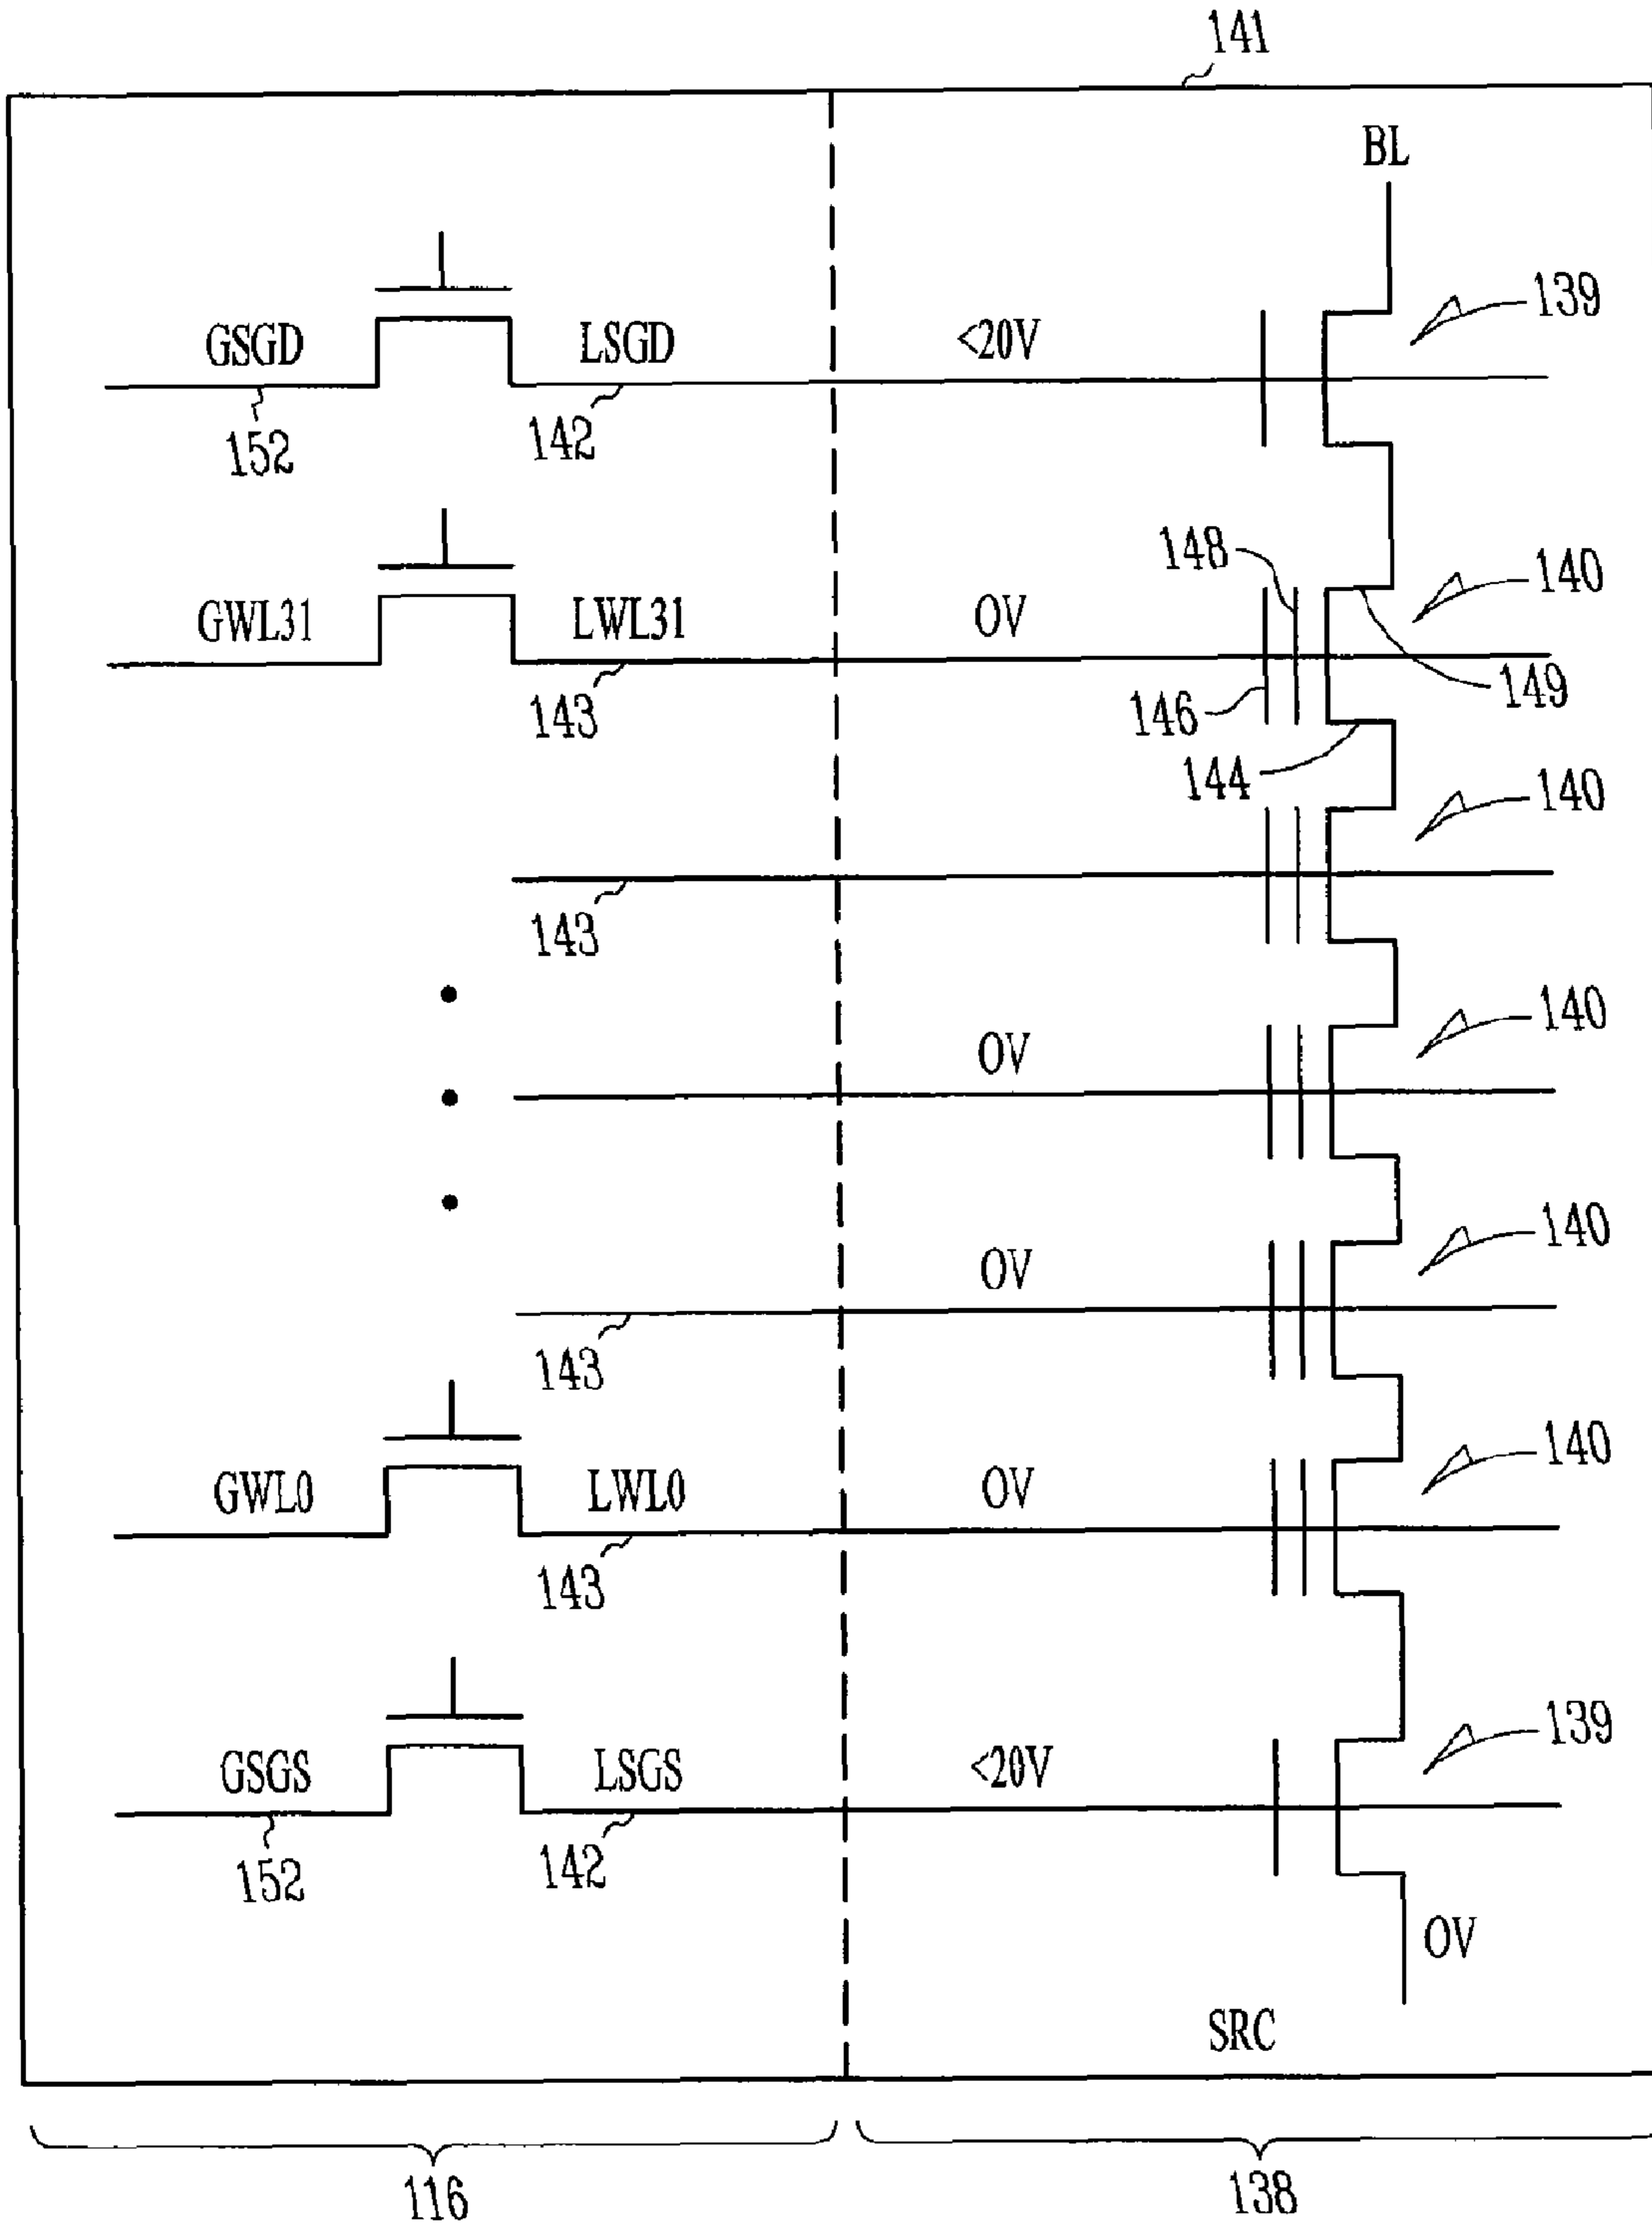 141
BL
139
GSGD LSGD <20V
152 142
148 140
GWL31 LWL31 0V
143 146 149
144
140
143
140
0V
140
0V
143
140
GWL0 LWL0 0V
143
139
GSGS LSGS <20V
152 142
0V
SRC
116 138